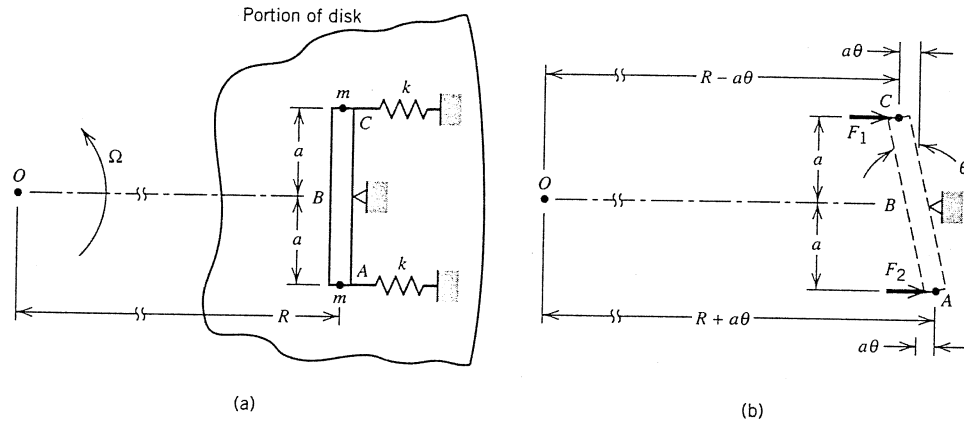 Portion of disk
m
k
C
a
Ω
O
B
a
A
k
m
R
(a)
aθ
R – aθ
C
F1
a
θ
O
B
a
F2
A
R + aθ
aθ
(b)